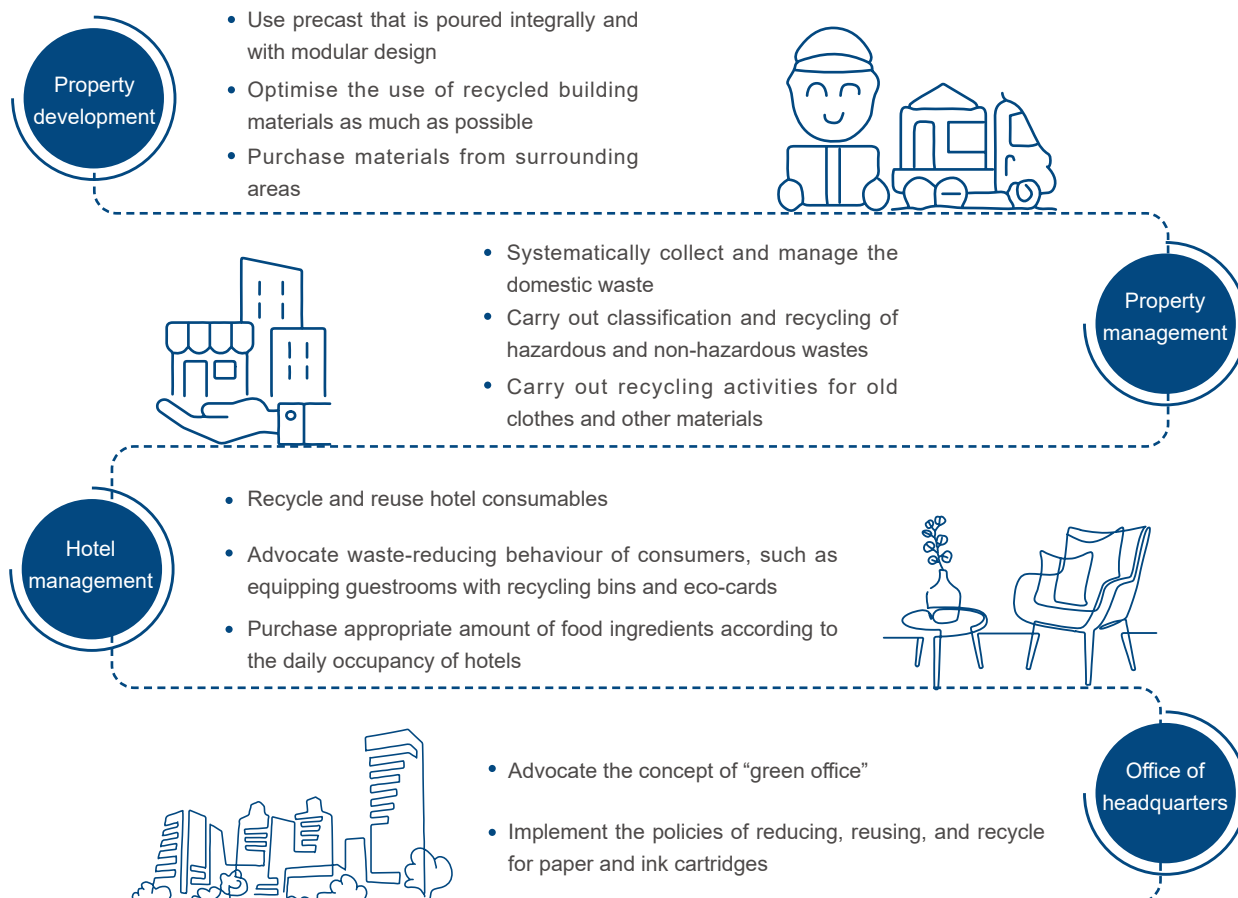 Property
development
• Use precast that is poured integrally and
with modular design
• Optimise the use of recycled building
materials as much as possible
• Purchase materials from surrounding
areas
• Systematically collect and manage the
domestic waste
• Carry out classification and recycling of
hazardous and non-hazardous wastes
• Carry out recycling activities for old
clothes and other materials
Property
management
Hotel
management
• Recycle and reuse hotel consumables
• Advocate waste-reducing behaviour of consumers, such as
equipping guestrooms with recycling bins and eco-cards
• Purchase appropriate amount of food ingredients according to
the daily occupancy of hotels
• Advocate the concept of “green office”
• Implement the policies of reducing, reusing, and recycle
for paper and ink cartridges
Office of
headquarters